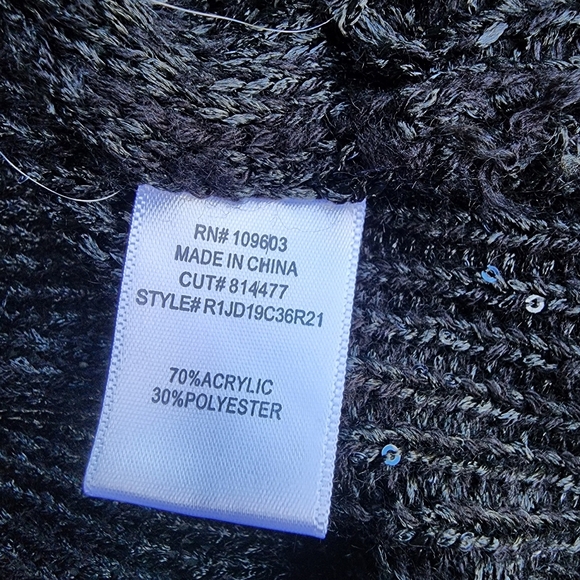 RN# 109603
MADE IN CHINA
CUT# 814477
STYLE# R1JD19C36R21
70%ACRYLIC
30%POLYESTER